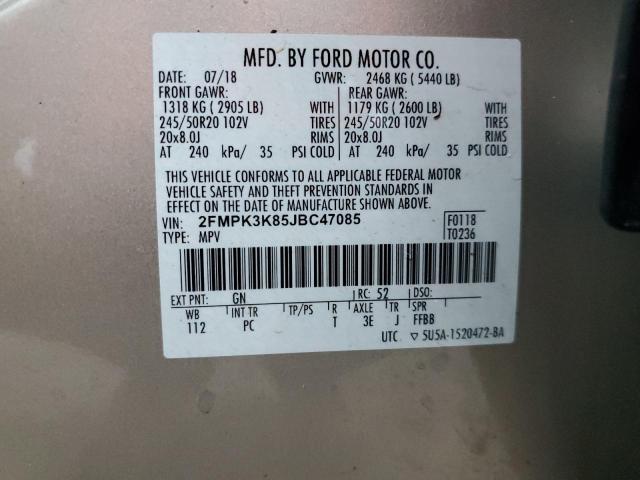 MFD. BY FORD MOTOR CO.
DATE: 07/18 GVWR: 2468 KG ( 5440 LB)
FRONT GAWR: REAR GAWR:
1318 KG ( 2905 LB) WITH 1179 KG ( 2600 LB) WITH
245/50R20 102V TIRES 245/50R20 102V TIRES
20x8.0J RIMS 20x8.0J RIMS
AT 240 kPa/ 35 PSI COLD AT 240 kPa/ 35 PSI COLD
THIS VEHICLE CONFORMS TO ALL APPLICABLE FEDERAL MOTOR
VEHICLE SAFETY AND THEFT PREVENTION STANDARDS IN
EFFECT ON THE DATE OF MANUFACTURE SHOWN ABOVE.
VIN: 2FMPK3K85JBC47085 F0118
TYPE: MPV T0236
EXT PNT: GN RC: 52 DSO:
WB INT TR TP/PS R AXLE TR SPR
112 PC T 3E J FFBB
UTC ▽ 5U5A-1520472-BA